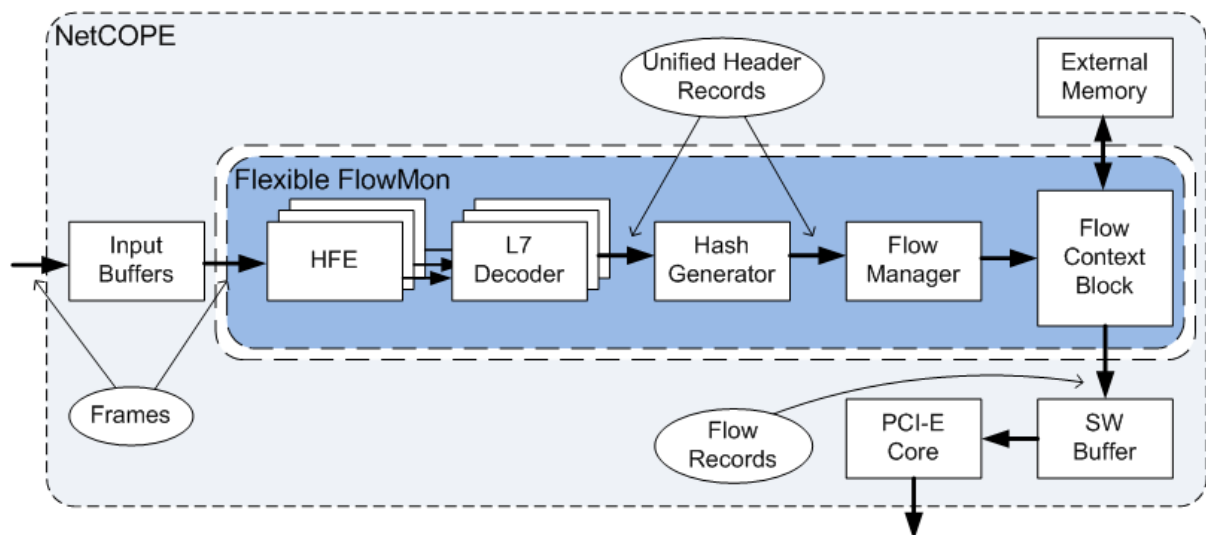 NetCOPE
Unified Header
Records
External
Memory
Flexible FlowMon
Input
Buffers
HFE
L7
Decoder
Hash
Generator
Flow
Manager
Flow
Context
Block
Frames
Flow
Records
PCI-E
Core
SW
Buffer